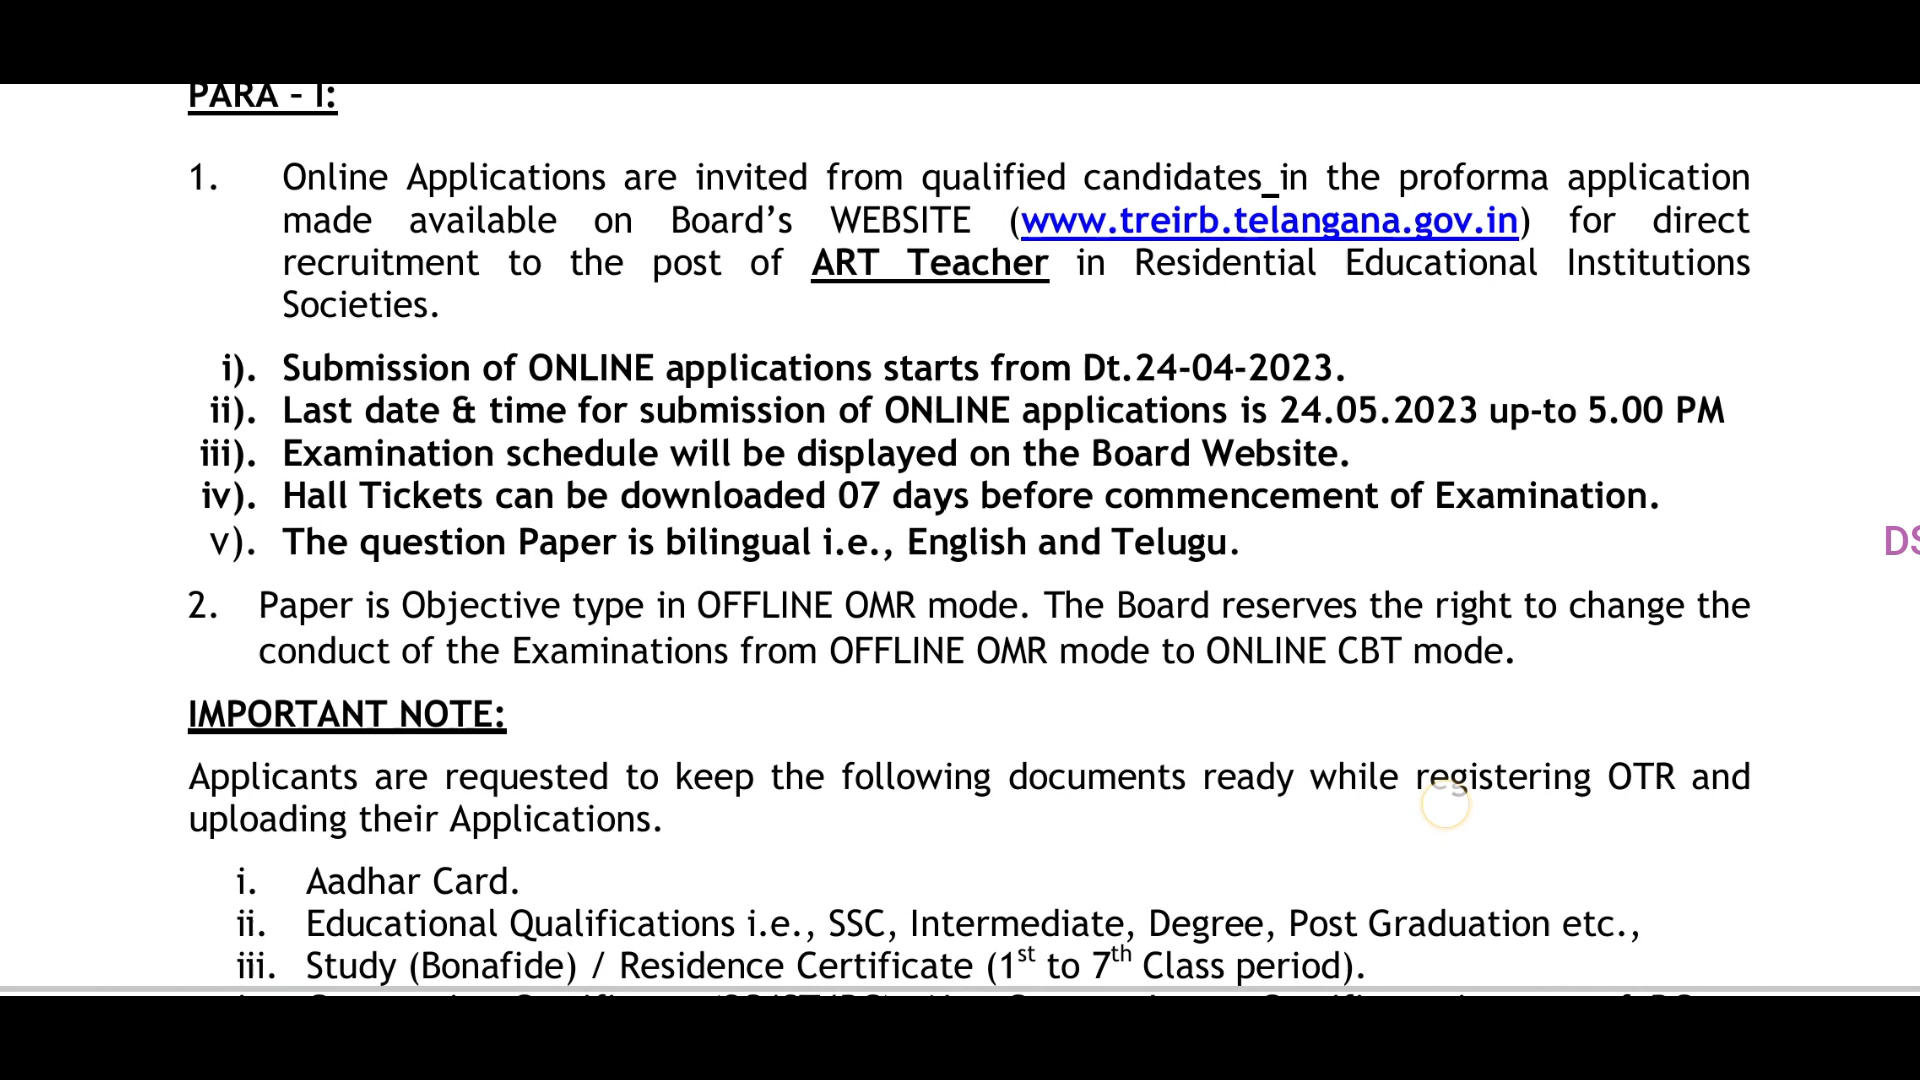 PARA – I:
1. Online Applications are invited from qualified candidates in the proforma application
made available on Board’s WEBSITE (www.treirb.telangana.gov.in) for direct
recruitment to the post of ART Teacher in Residential Educational Institutions
Societies.
i). Submission of ONLINE applications starts from Dt.24-04-2023.
ii). Last date & time for submission of ONLINE applications is 24.05.2023 up-to 5.00 PM
iii). Examination schedule will be displayed on the Board Website.
iv). Hall Tickets can be downloaded 07 days before commencement of Examination.
v). The question Paper is bilingual i.e., English and Telugu.
DS
2. Paper is Objective type in OFFLINE OMR mode. The Board reserves the right to change the
conduct of the Examinations from OFFLINE OMR mode to ONLINE CBT mode.
IMPORTANT NOTE:
Applicants are requested to keep the following documents ready while registering OTR and
uploading their Applications.
i. Aadhar Card.
ii. Educational Qualifications i.e., SSC, Intermediate, Degree, Post Graduation etc.,
iii. Study (Bonafide) / Residence Certificate (1st to 7th Class period).